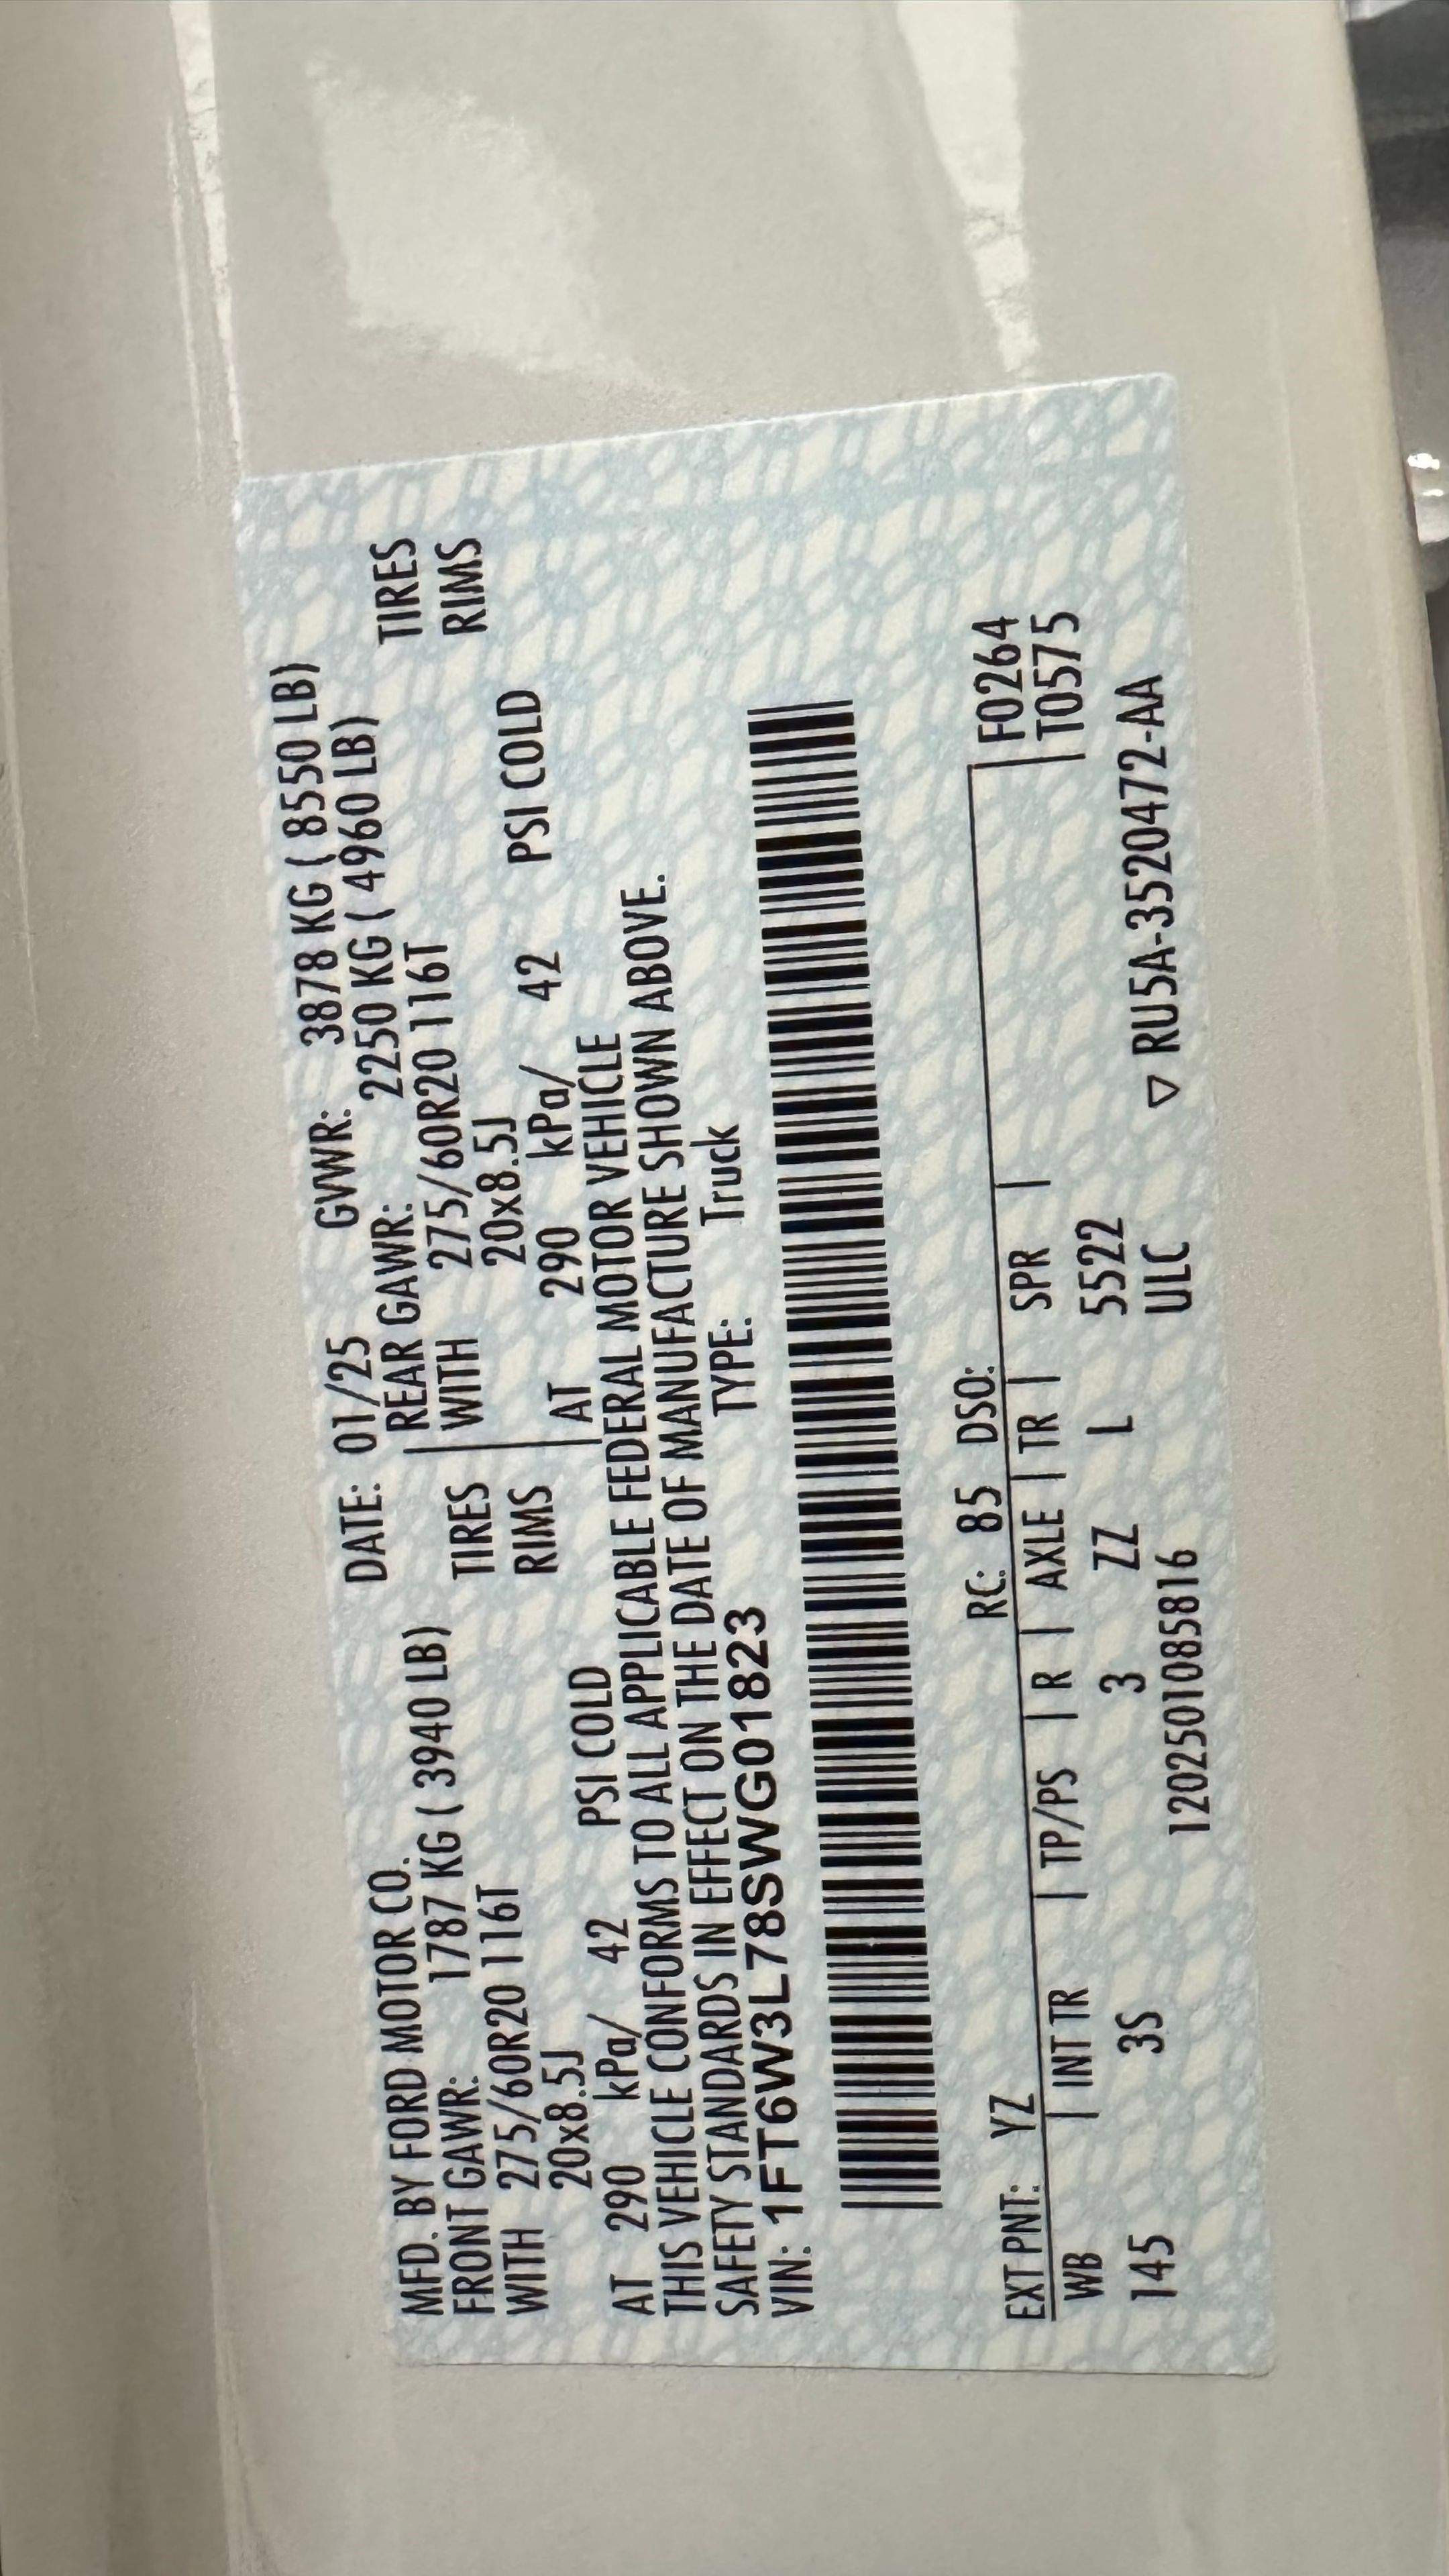 MFD. BY FORD MOTOR CO. DATE: 01/25 GVWR: 3878 KG ( 8550 LB)
FRONT GAWR: 1787 KG ( 3940 LB) REAR GAWR: 2250 KG ( 4960 LB)
WITH 275/60R20 116T TIRES WITH 275/60R20 116T TIRES
20x8.5J RIMS 20x8.5J RIMS
AT 290 kPa/ 42 PSI COLD AT 290 kPa/ 42 PSI COLD
THIS VEHICLE CONFORMS TO ALL APPLICABLE FEDERAL MOTOR VEHICLE
SAFETY STANDARDS IN EFFECT ON THE DATE OF MANUFACTURE SHOWN ABOVE.
VIN: 1FT6W3L78SWG01823 TYPE: Truck
EXT PNT: YZ RC: 85 DSO: F0264
WB | INT TR | TP/PS | R | AXLE | TR | SPR | T0575
145 3S 3 ZZ L 5522
12025010858​16 ULC ▽ RU5A-3520472-AA